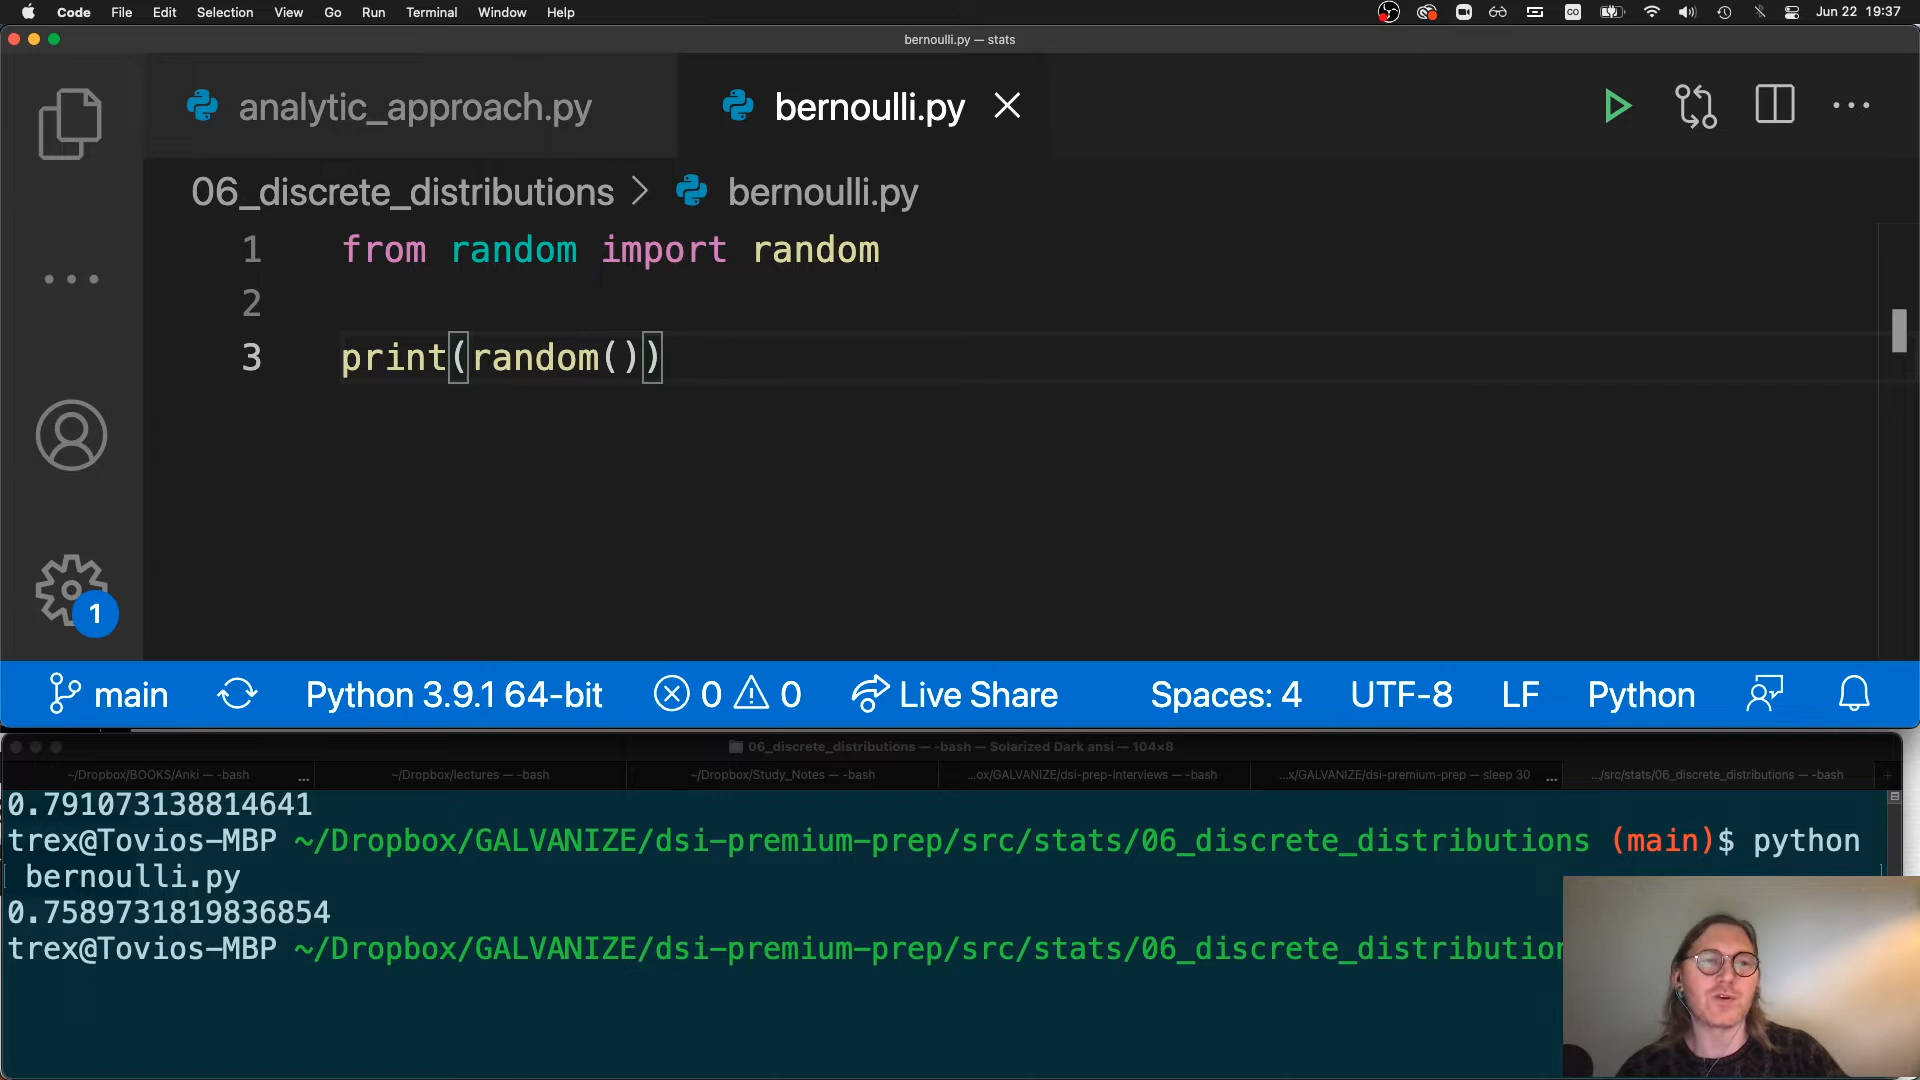 Code File Edit Selection View Go Run Terminal Window Help Jun 22 19:37
bernoulli.py — stats
analytic_approach.py bernoulli.py
06_discrete_distributions > bernoulli.py
1 from random import random
2
3 print(random())
1
main Python 3.9.1 64-bit 0 0 Live Share Spaces: 4 UTF-8 LF Python
06_discrete_distributions — -bash — Solarized Dark ansi — 104×8
~/Dropbox/BOOKS/Anki — -bash ... ~/Dropbox/lectures — -bash ~/Dropbox/Study_Notes — -bash ...ox/GALVANIZE/dsi-prep-interviews — -bash ...x/GALVANIZE/dsi-premium-prep — sleep 30 ... .../src/stats/06_discrete_distributions — -bash
0.791073138814641
trex@Tovios-MBP ~/Dropbox/GALVANIZE/dsi-premium-prep/src/stats/06_discrete_distributions (main)$ python
bernoulli.py
0.7589731819836854
trex@Tovios-MBP ~/Dropbox/GALVANIZE/dsi-premium-prep/src/stats/06_discrete_distribution